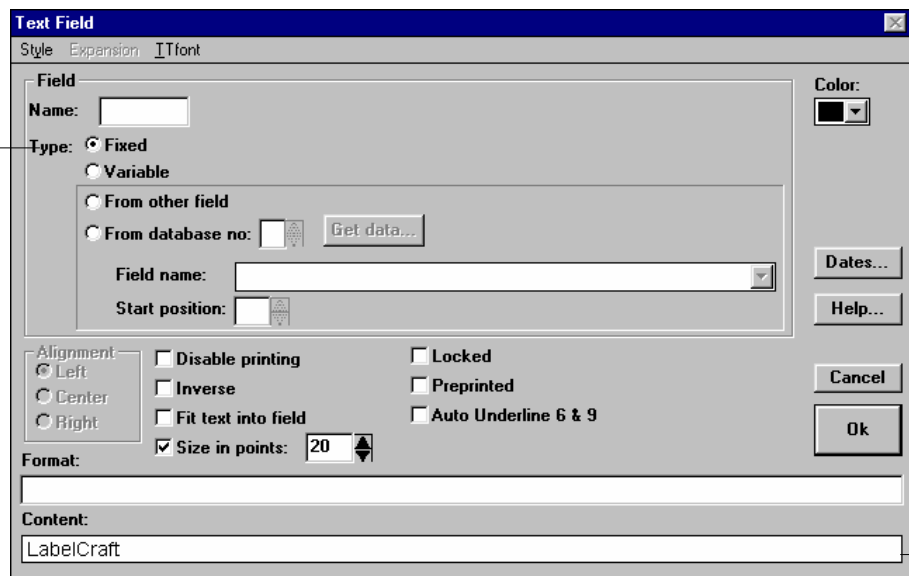 Text Field
Style Expansion TTfont
Field
Name:
Color:
Type: Fixed
Variable
From other field
From database no: Get data...
Field name:
Start position:
Dates...
Help...
Alignment
Left
Center
Right
Disable printing
Inverse
Fit text into field
Size in points: 20
Locked
Preprinted
Auto Underline 6 & 9
Cancel
Ok
Format:
Content:
LabelCraft